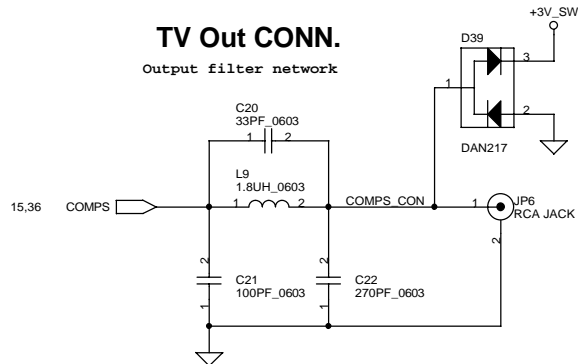 TV Out CONN.
Output filter network
+3V_SW
D39
3
1
2
DAN217
C20
33PF_0603
1 2
L9
1.8UH_0603
1 2
15,36 COMPS
COMPS_CON
1
JP6
RCA JACK
2
2
C21
100PF_0603
1
2
C22
270PF_0603
1